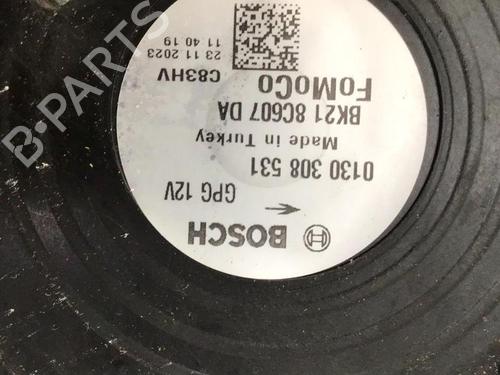 BOSCH
GPG 12V
0130 308 531
Made in Turkey
BK21 8C607 DA
FoMoCo
C83HV
23 11 2023
11 40 19
B-PARTS